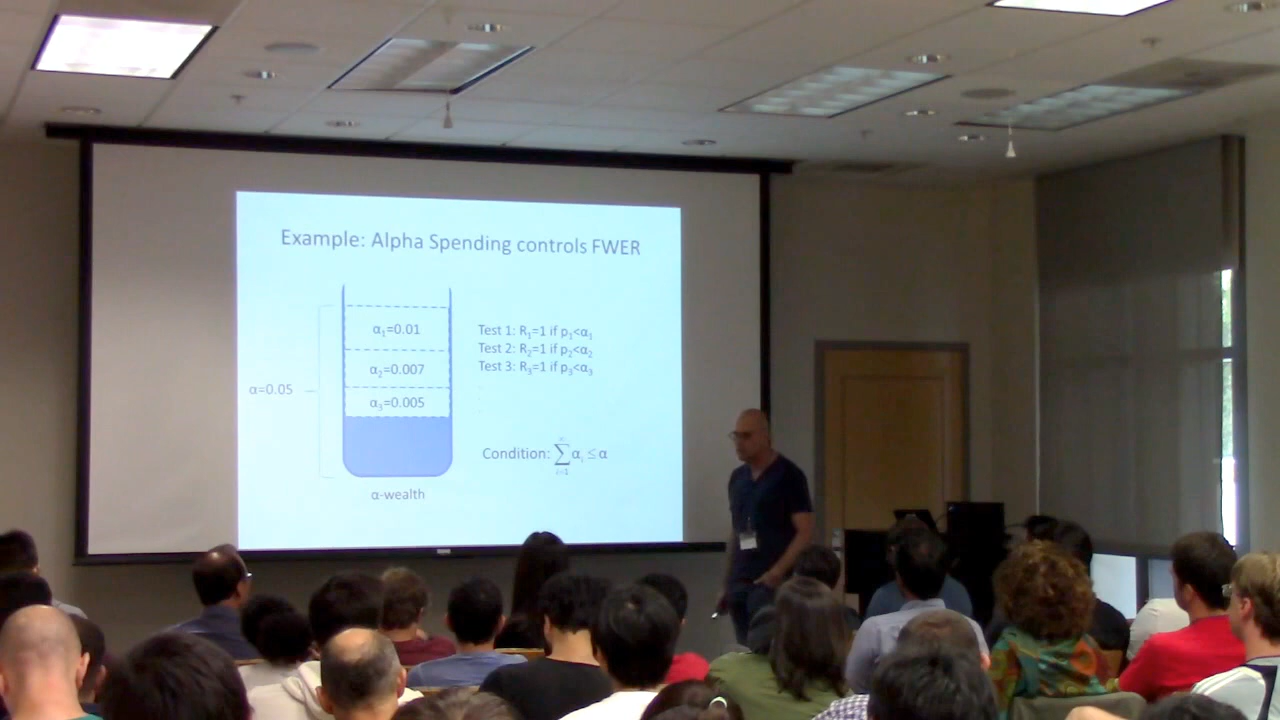 Example: Alpha Spending controls FWER
α=0.05
α₁=0.01
α₂=0.007
α₃=0.005
α-wealth
Test 1: R₁=1 if p₁<α₁
Test 2: R₂=1 if p₂<α₂
Test 3: R₃=1 if p₃<α₃
Condition: ∑αᵢ ≤ α